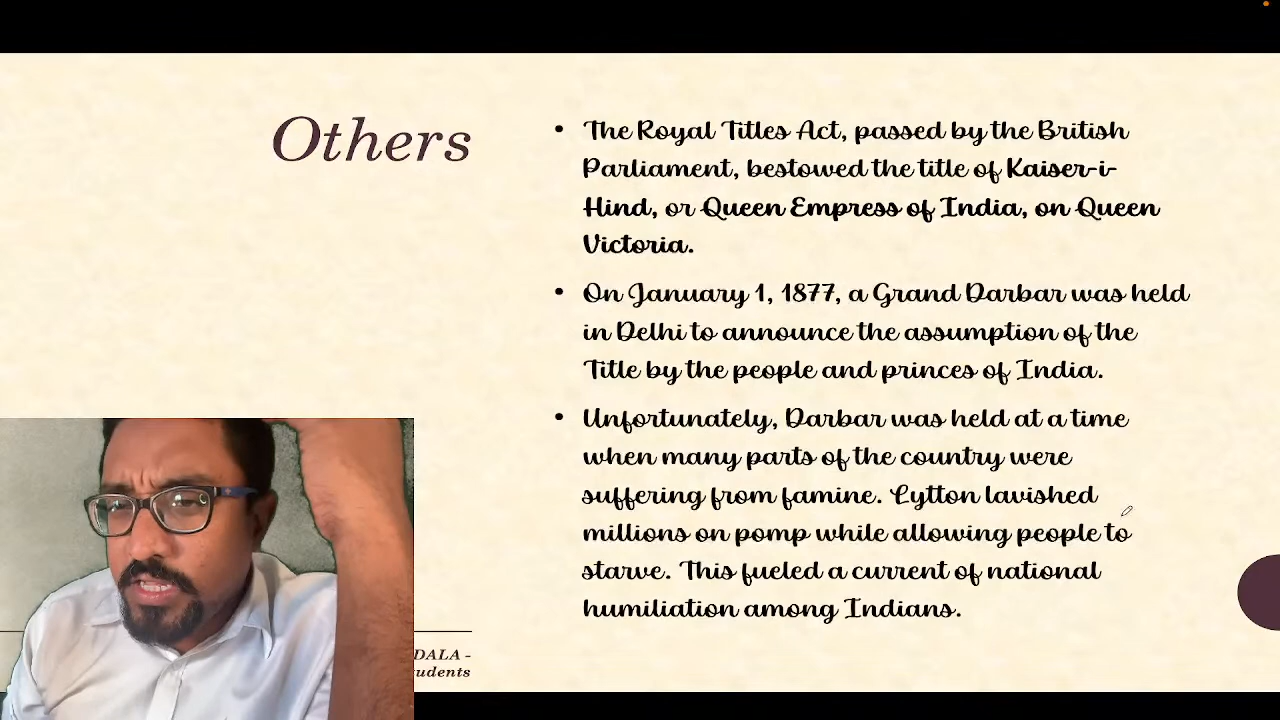 Others
• The Royal Titles Act, passed by the British
Parliament, bestowed the title of Kaiser-i-
Hind, or Queen Empress of India, on Queen
Victoria.
• On January 1, 1877, a Grand Darbar was held
in Delhi to announce the assumption of the
Title by the people and princes of India.
• Unfortunately, Darbar was held at a time
when many parts of the country were
suffering from famine. Lytton lavished
millions on pomp while allowing people to
starve. This fueled a current of national
humiliation among Indians.
DALA -
udents